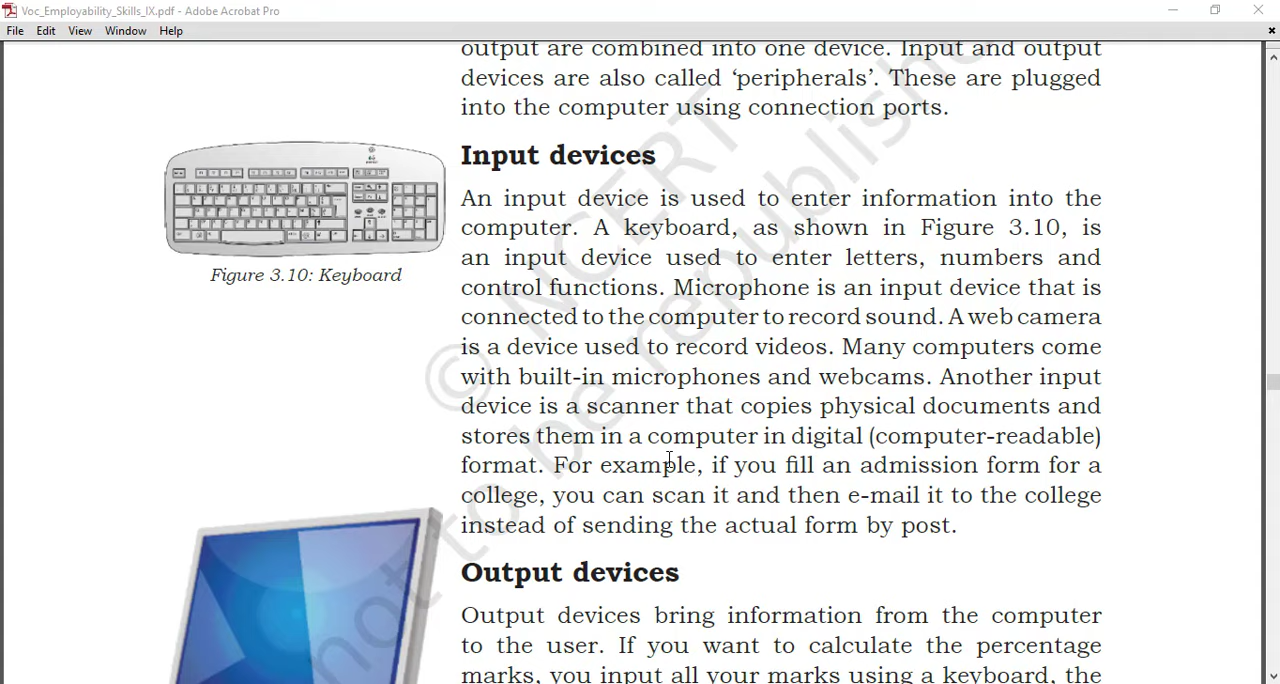 Voc_Employability_Skills_IX.pdf - Adobe Acrobat Pro
File Edit View Window Help
output are combined into one device. Input and output
devices are also called ‘peripherals’. These are plugged
into the computer using connection ports.
Input devices
An input device is used to enter information into the
computer. A keyboard, as shown in Figure 3.10, is
an input device used to enter letters, numbers and
control functions. Microphone is an input device that is
connected to the computer to record sound. A web camera
is a device used to record videos. Many computers come
with built-in microphones and webcams. Another input
device is a scanner that copies physical documents and
stores them in a computer in digital (computer-readable)
format. For example, if you fill an admission form for a
college, you can scan it and then e-mail it to the college
instead of sending the actual form by post.
Figure 3.10: Keyboard
Output devices
Output devices bring information from the computer
to the user. If you want to calculate the percentage
marks, you input all your marks using a keyboard, the
© NCERT
not to be republished